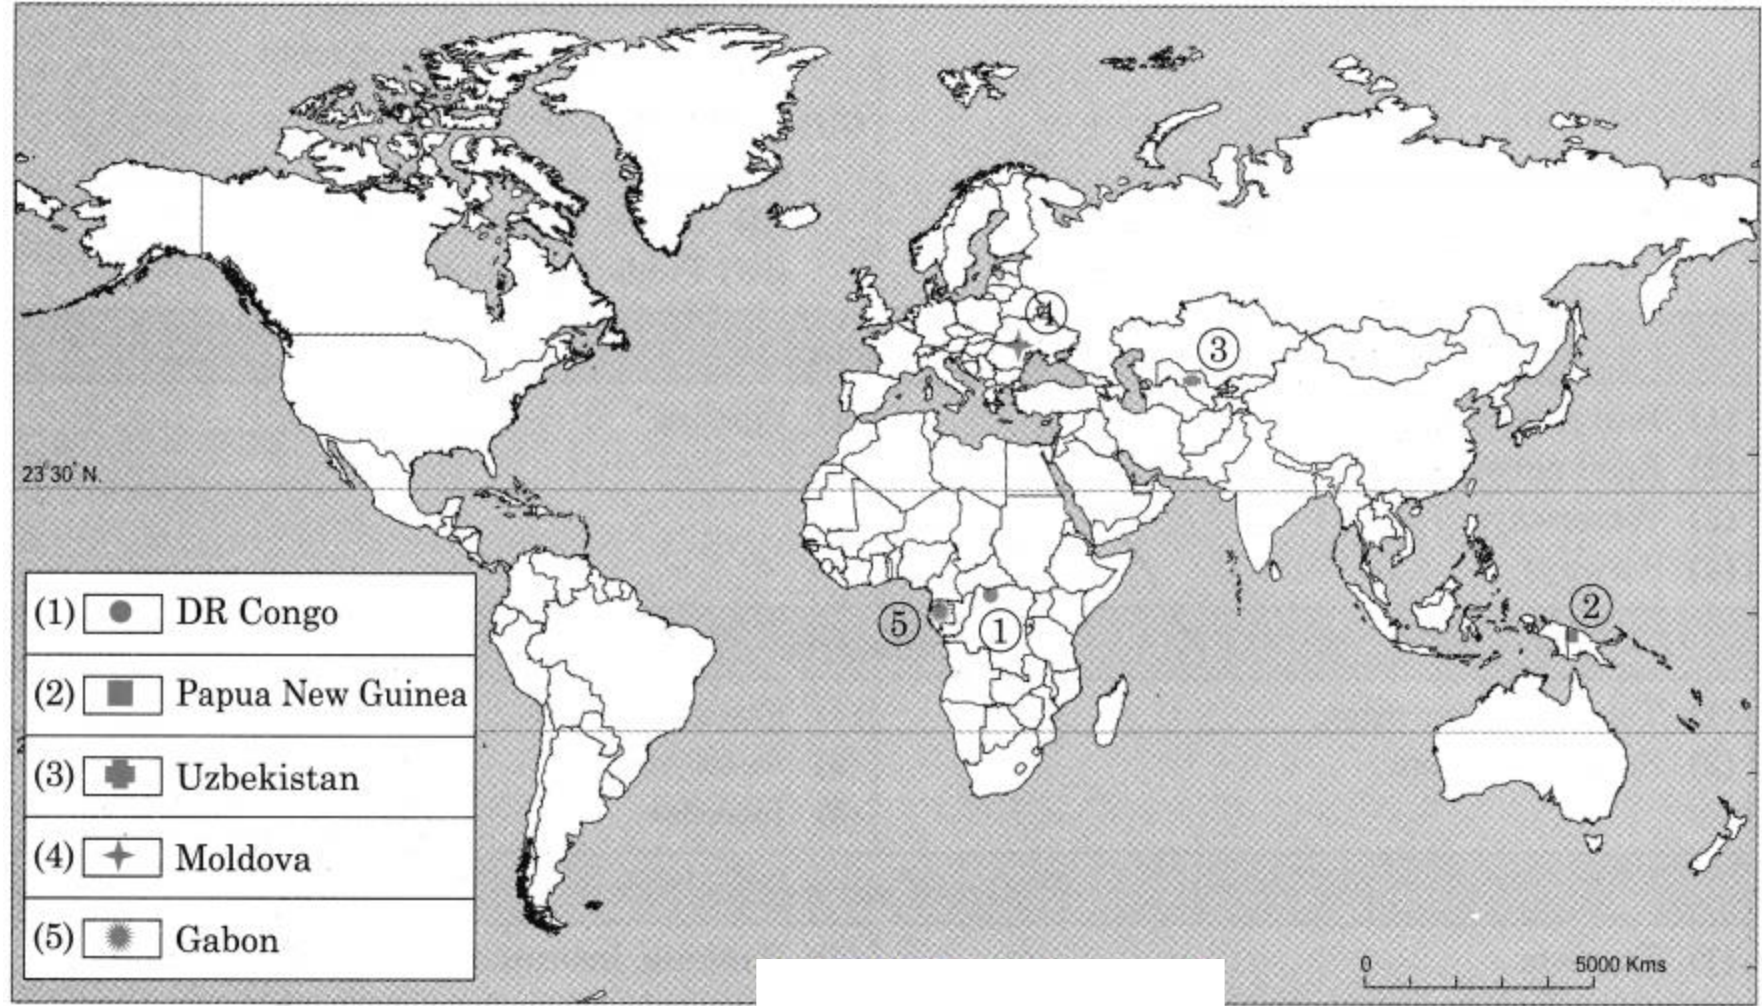 ④
③
23°30' N.
②
⑤
①
(1) DR Congo
(2) Papua New Guinea
(3) Uzbekistan
(4) Moldova
(5) Gabon
0 5000 Kms